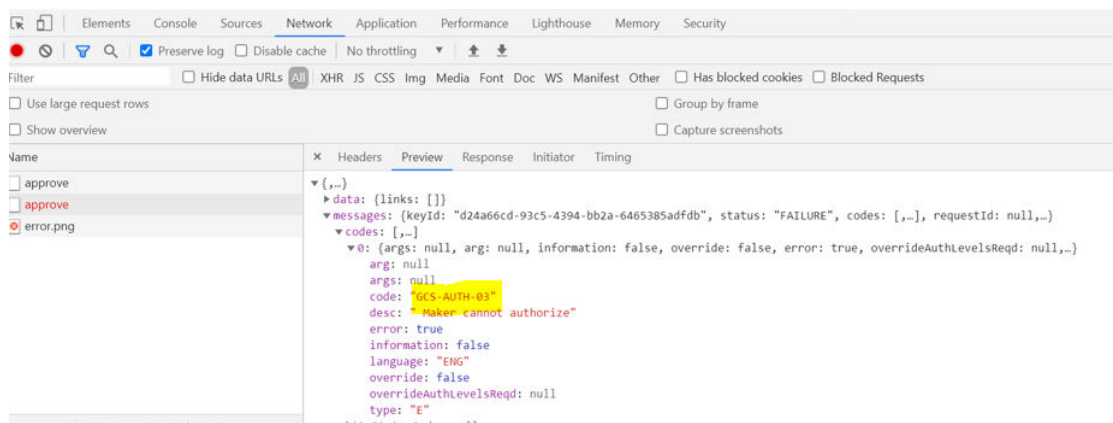 Elements Console Sources Network Application Performance Lighthouse Memory Security
Preserve log Disable cache No throttling ▼
Filter Hide data URLs All XHR JS CSS Img Media Font Doc WS Manifest Other Has blocked cookies Blocked Requests
Use large request rows Group by frame
Show overview Capture screenshots
Name × Headers Preview Response Initiator Timing
approve ▼{,…}
▶data: {links: []}
approve ▼messages: {keyId: "d24a66cd-93c5-4394-bb2a-6465385adfdb", status: "FAILURE", codes: [,…], requestId: null,…}
error.png ▼codes: [,…]
▼0: {args: null, arg: null, information: false, override: false, error: true, overrideAuthLevelsReqd: null,…}
arg: null
args: null
code: "GCS-AUTH-03"
desc: " Maker cannot authorize"
error: true
information: false
language: "ENG"
override: false
overrideAuthLevelsReqd: null
type: "E"